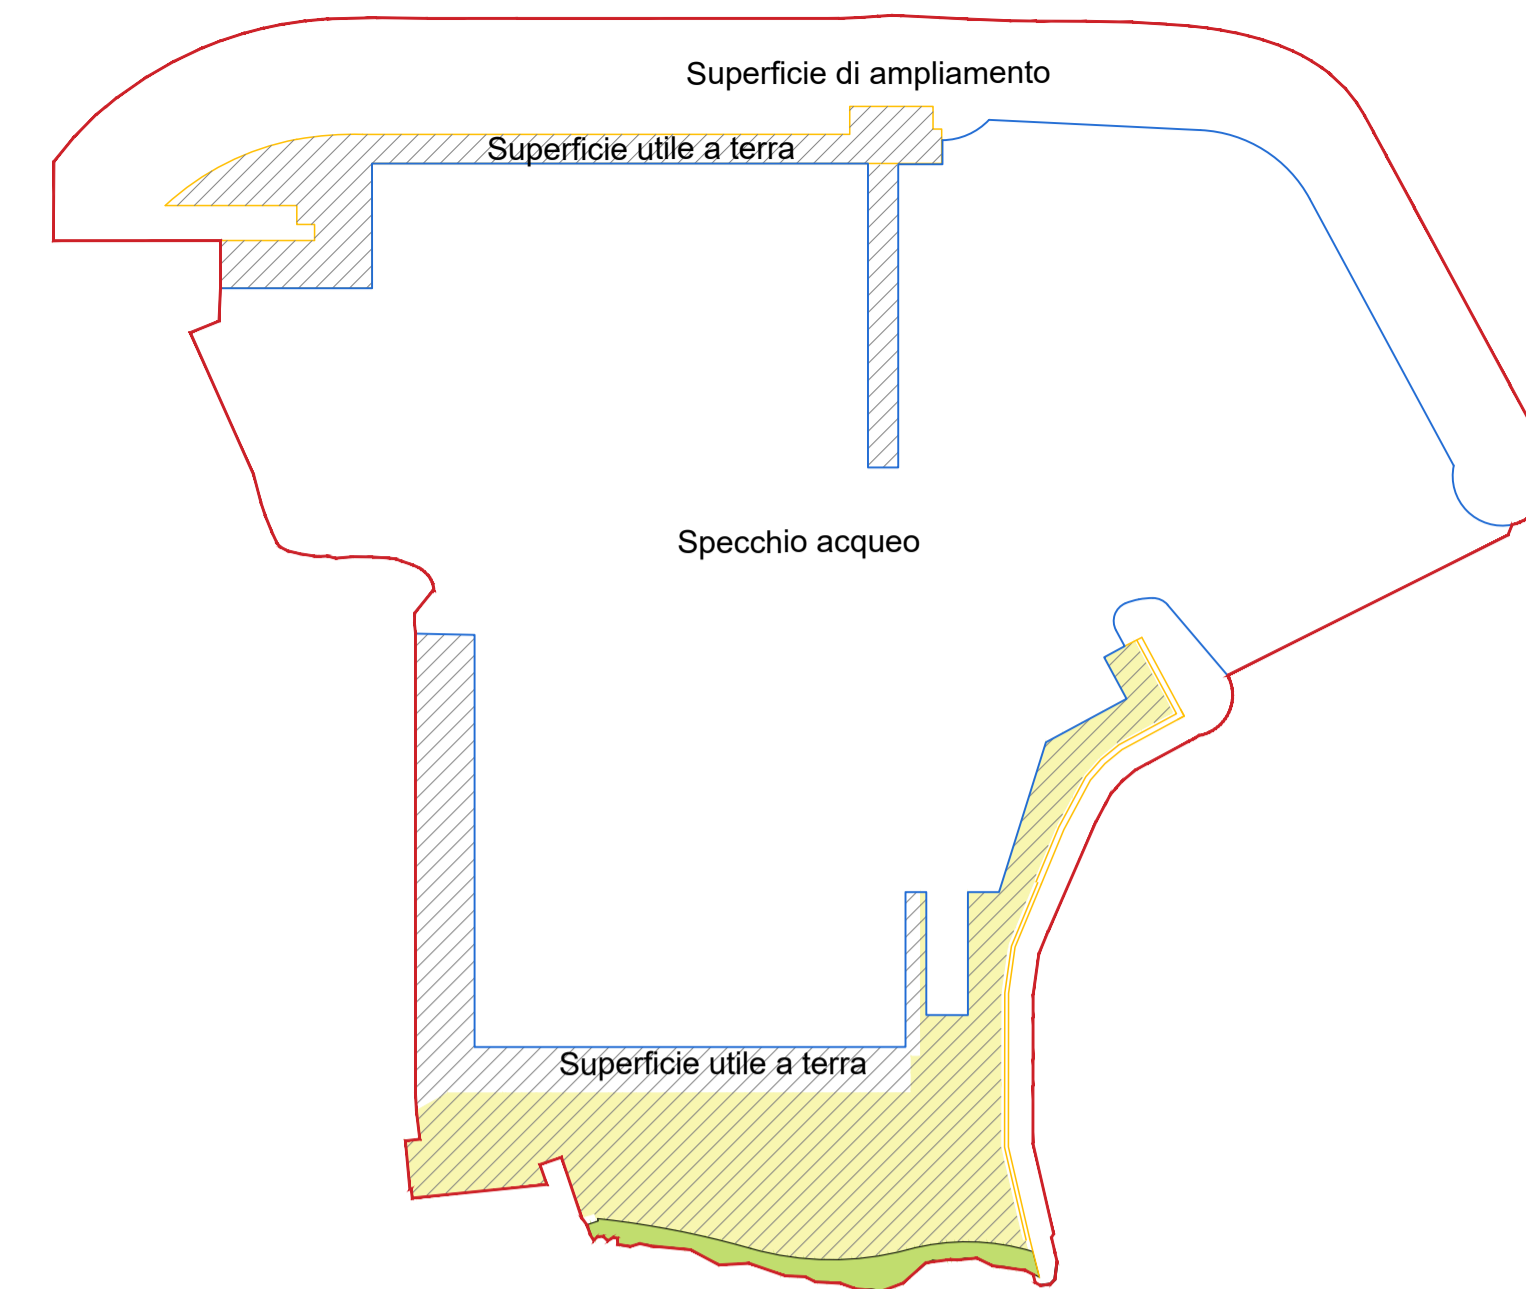 Superficie di ampliamento
Superficie utile a terra
Specchio acqueo
Superficie utile a terra